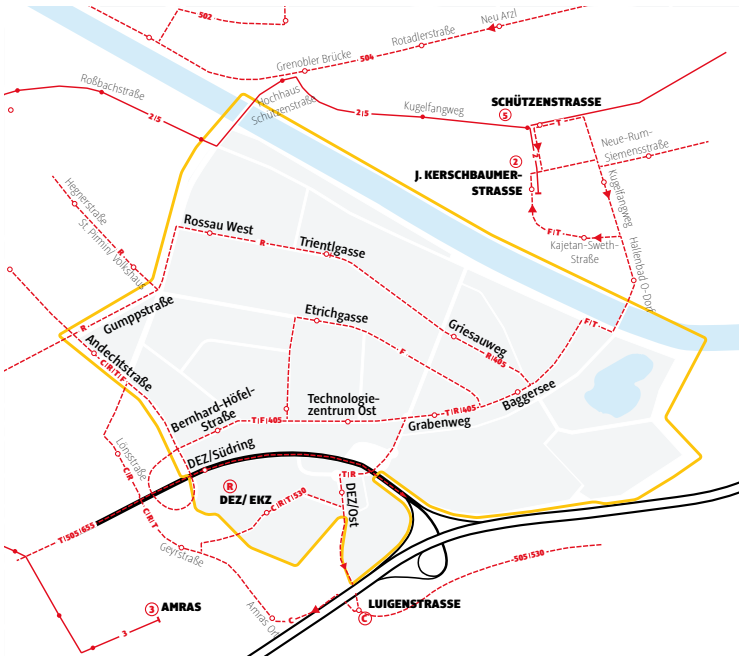 502
Neu Arzl
Rotadlerstraße
504
Grenobler Brücke
Roßbachstraße
Hochhaus
Schützenstraße
2|5
2|5
Kugelfangweg
SCHÜTZENSTRASSE
5
T
2
J. KERSCHBAUMER-
STRASSE
Neue-Rum-
Siemensstraße
Kugelfangweg
F/T
Kajetan-Sweth-
Straße
Hallenbad O-Dorf
Hegnerstraße
St. Pirmin/Volkshaus
R
Rossau West
R
Trientlgasse
R
Gumppstraße
Andechtstraße
C|R|T|F
Etrichgasse
F
Griesauweg
R|405
F/T
Baggersee
Bernhard-Höfel-
Straße
T|F|405
Technologie-
zentrum Ost
T|R|405
Grabenweg
Lönsstraße
C|R
DEZ/Südring
R
DEZ/ EKZ
T|R
DEZ/Ost
C|R|T|530
C|R|T
T|505|655
Geyrstraße
505|530
Amras Ort
C
C
LUIGENSTRASSE
3
AMRAS
3